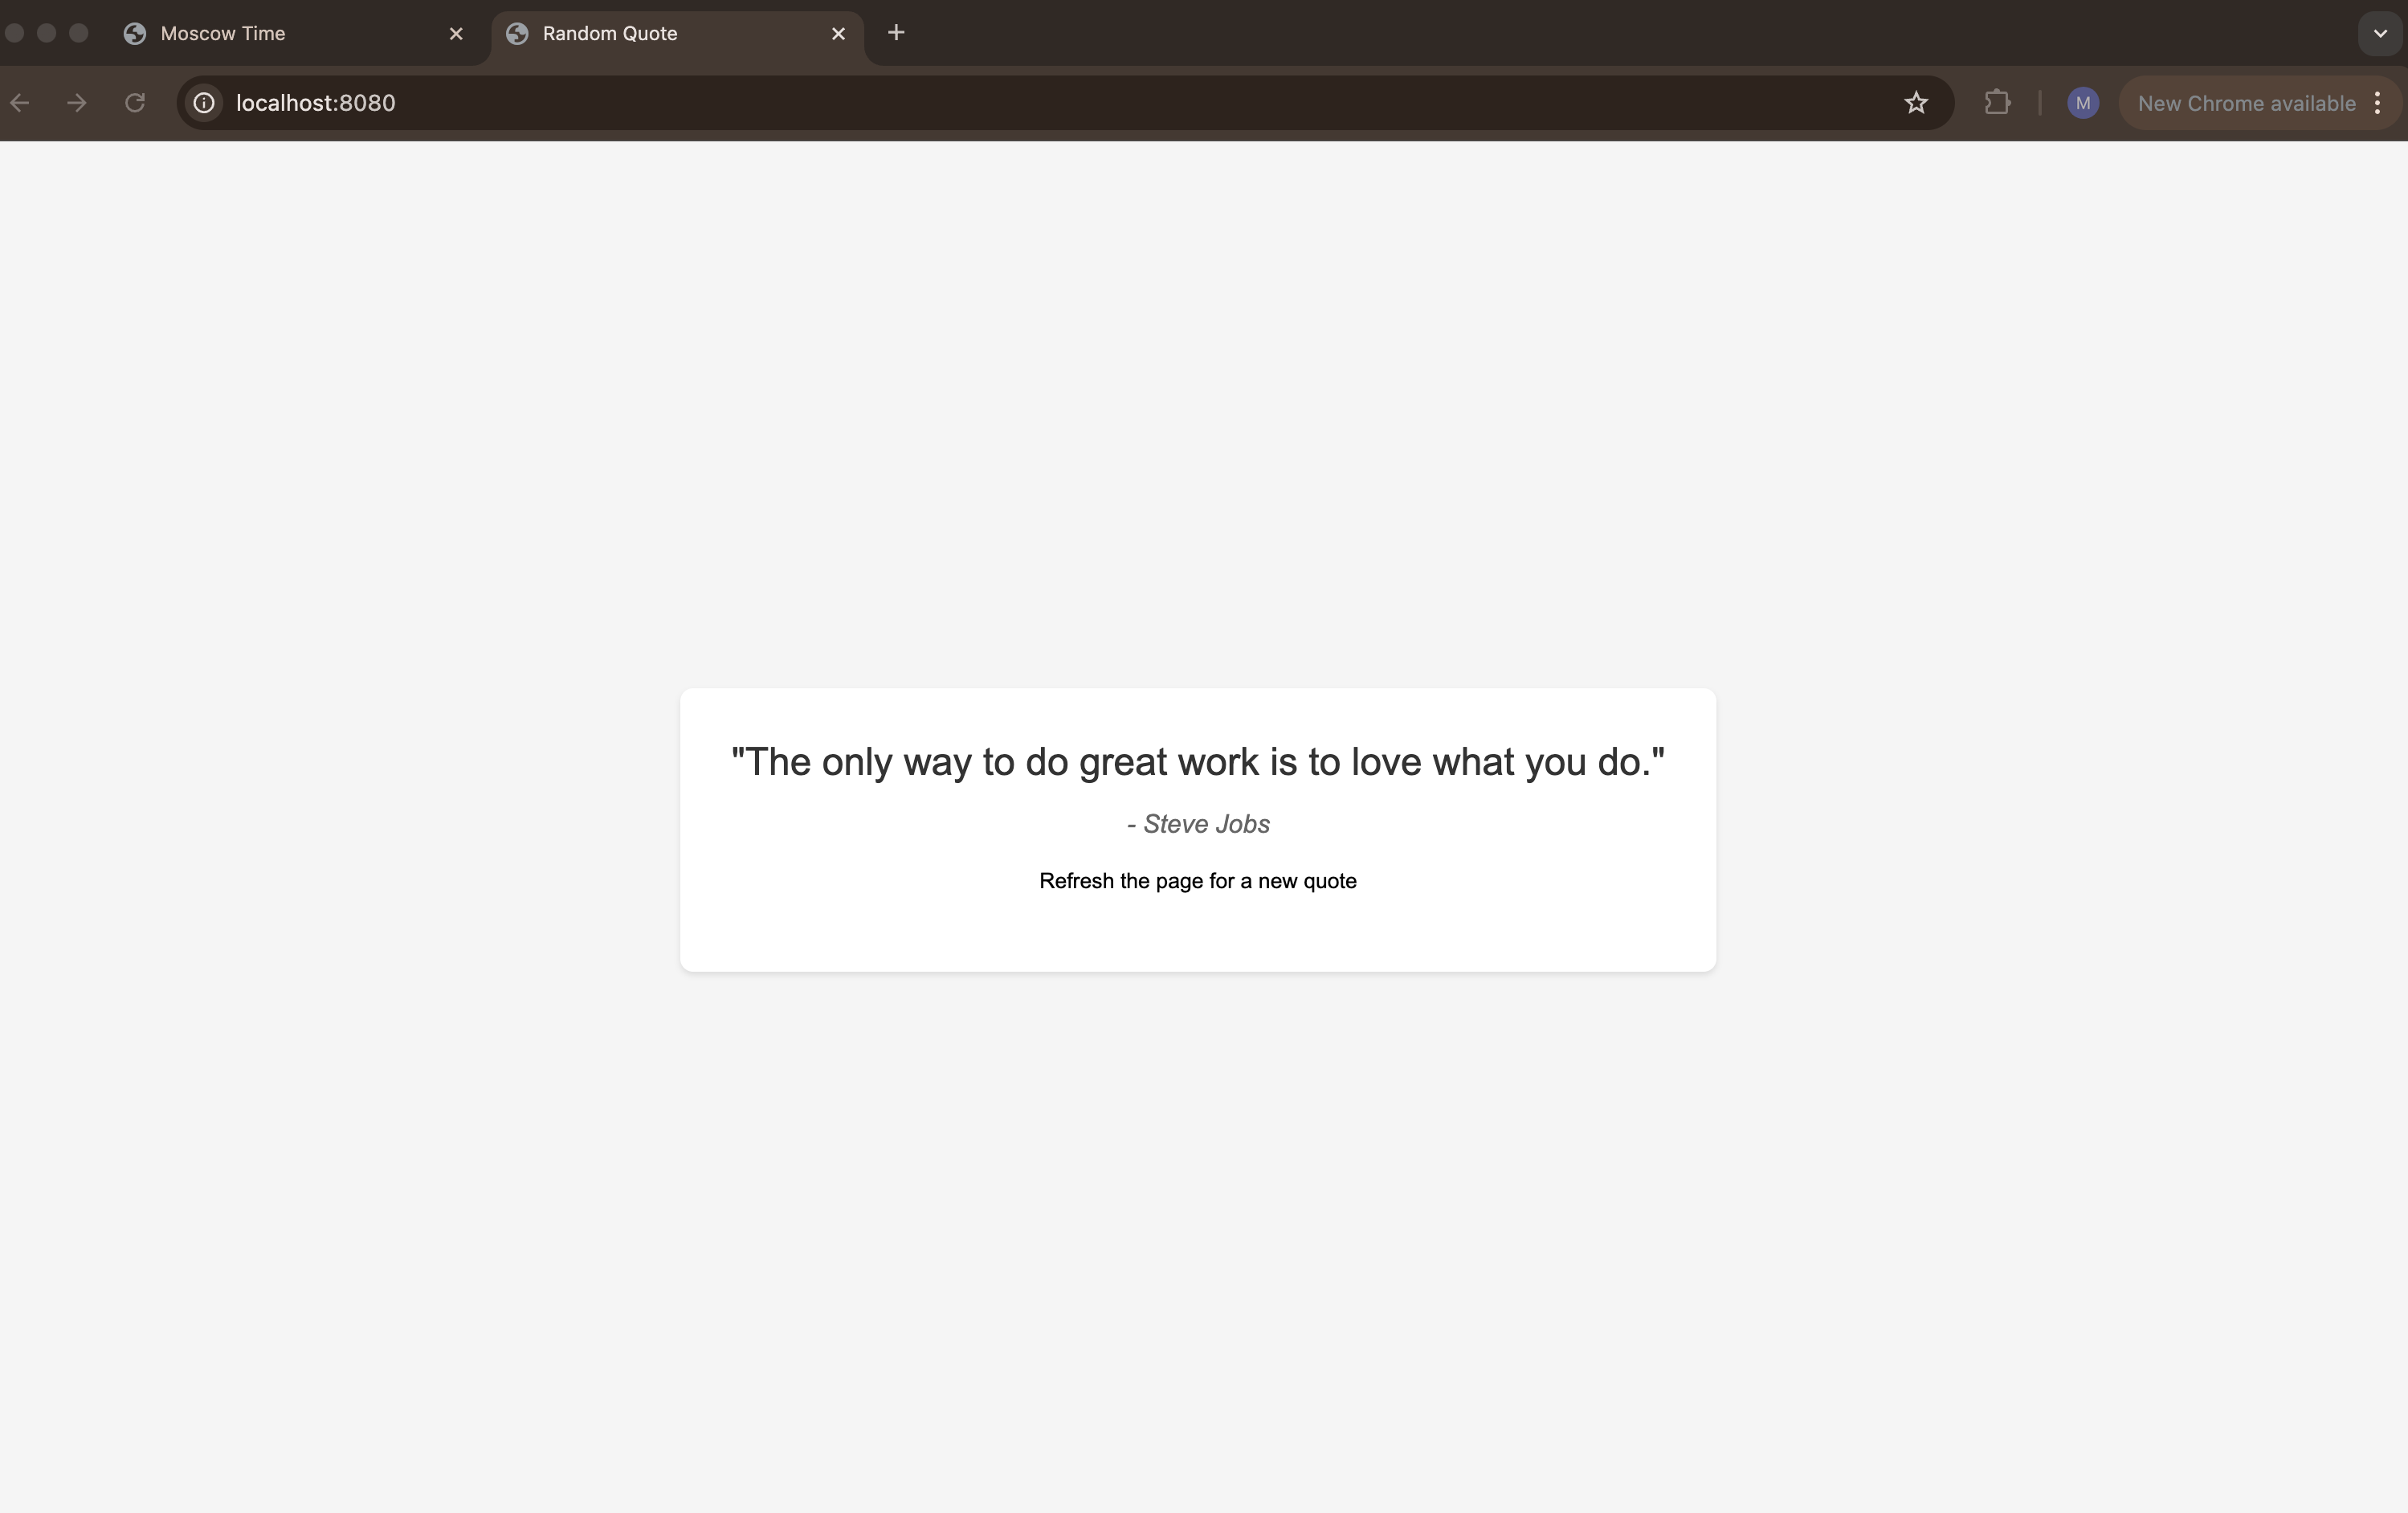 Moscow Time
Random Quote
localhost:8080
M
New Chrome available
"The only way to do great work is to love what you do."
- Steve Jobs
Refresh the page for a new quote